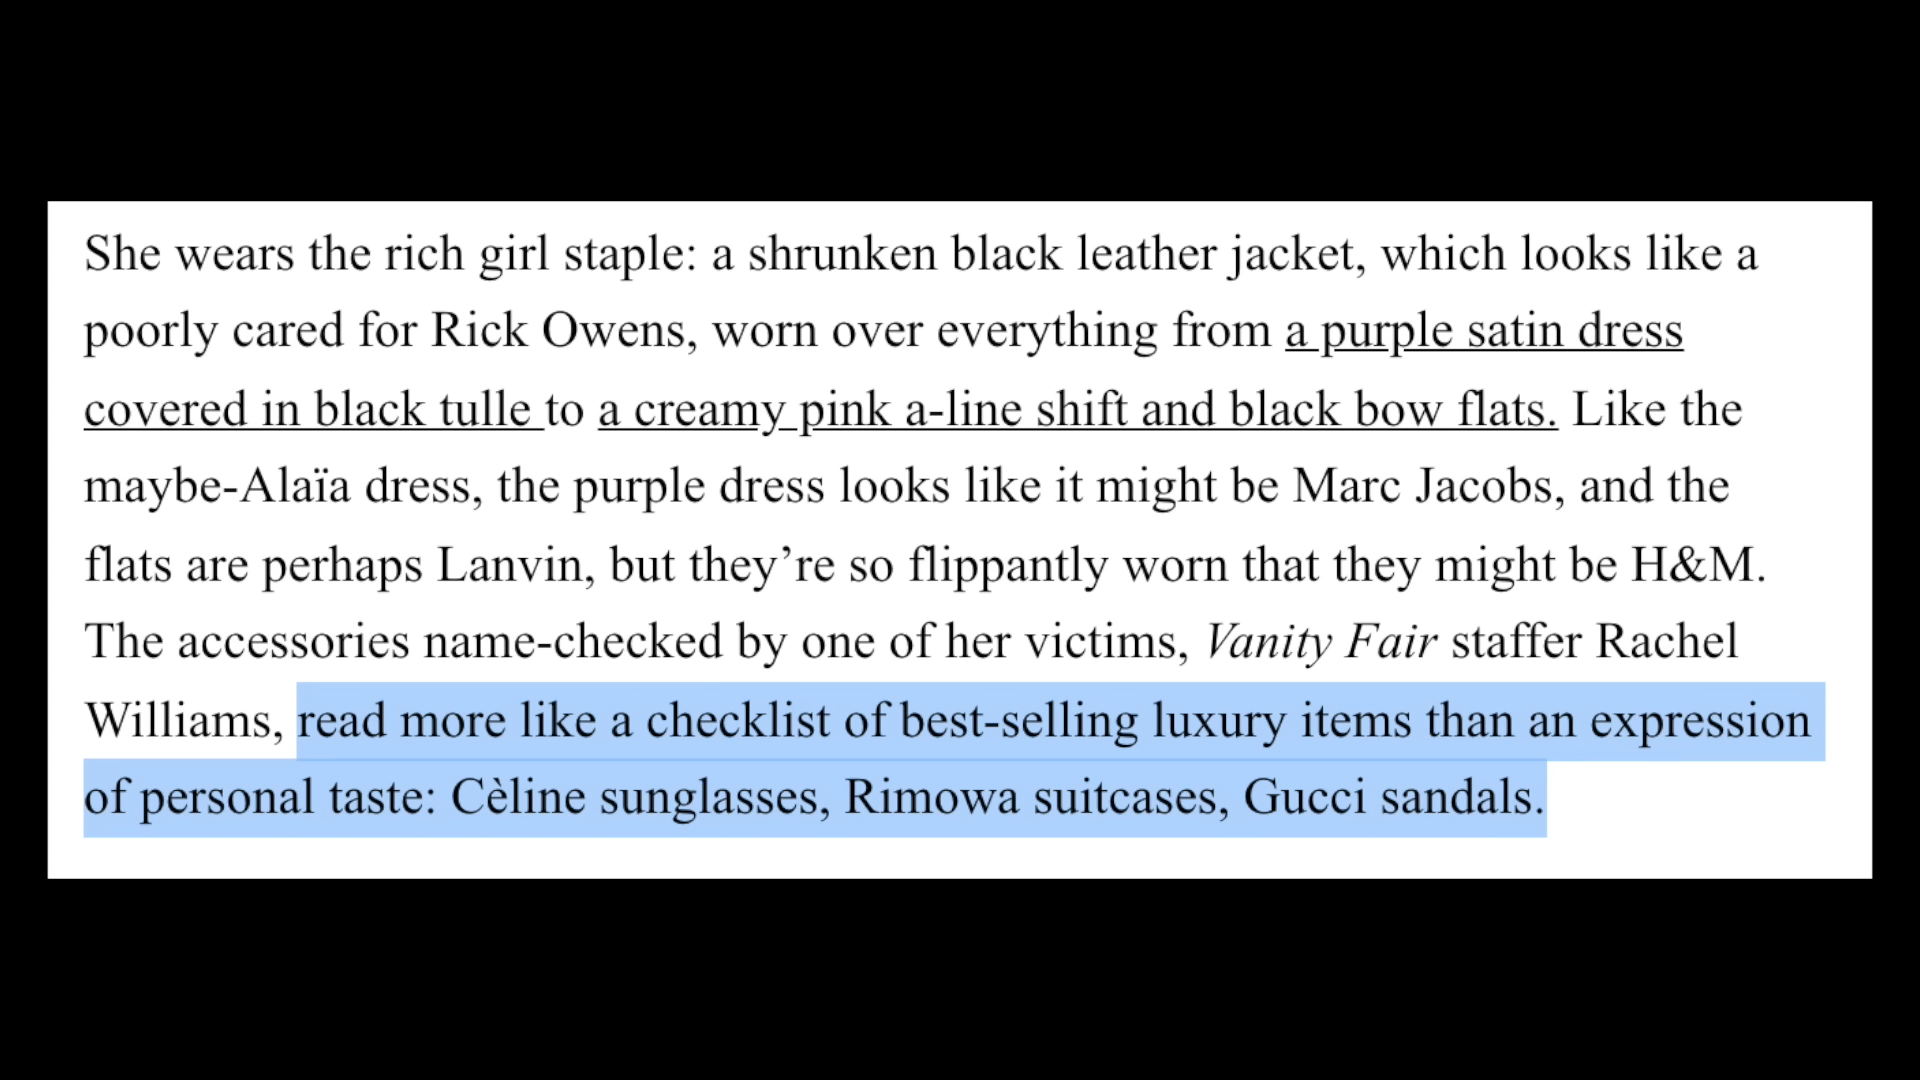 She wears the rich girl staple: a shrunken black leather jacket, which looks like a
poorly cared for Rick Owens, worn over everything from a purple satin dress
covered in black tulle to a creamy pink a-line shift and black bow flats. Like the
maybe-Alaïa dress, the purple dress looks like it might be Marc Jacobs, and the
flats are perhaps Lanvin, but they’re so flippantly worn that they might be H&M.
The accessories name-checked by one of her victims, Vanity Fair staffer Rachel
Williams, read more like a checklist of best-selling luxury items than an expression
of personal taste: Cèline sunglasses, Rimowa suitcases, Gucci sandals.